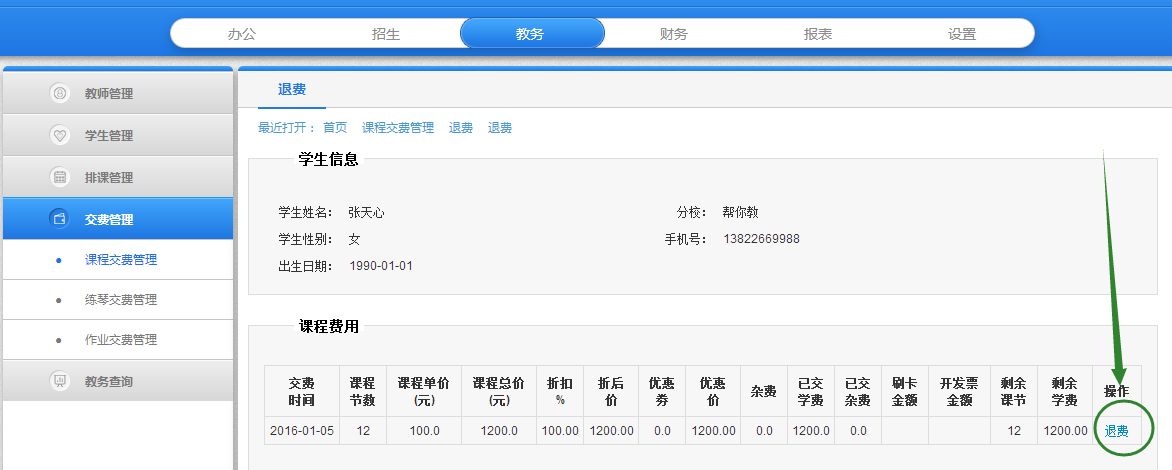 办公 招生 教务 财务 报表 设置
教师管理
学生管理
排课管理
交费管理
课程交费管理
练琴交费管理
作业交费管理
教务查询
退费
最近打开： 首页 课程交费管理 退费 退费
学生信息
学生姓名： 张天心 分校： 帮你教
学生性别： 女 手机号： 13822669988
出生日期： 1990-01-01
课程费用
交费时间 课程节数 课程单价(元) 课程总价(元) 折扣% 折后价 优惠券 优惠价 杂费 已交学费 已交杂费 刷卡金额 开发票金额 剩余课节 剩余学费 操作
2016-01-05 12 100.0 1200.0 100.00 1200.00 0.0 1200.00 0.0 1200.0 0.0 12 1200.00 退费